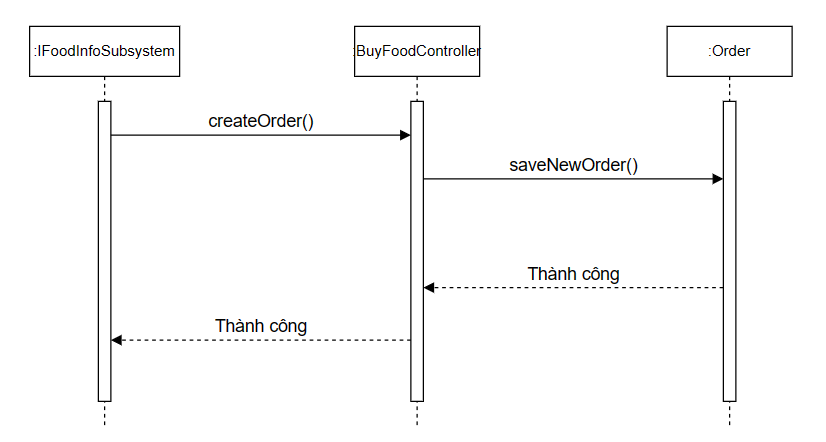 :IFoodInfoSubsystem
:BuyFoodController
:Order
createOrder()
saveNewOrder()
Thành công
Thành công